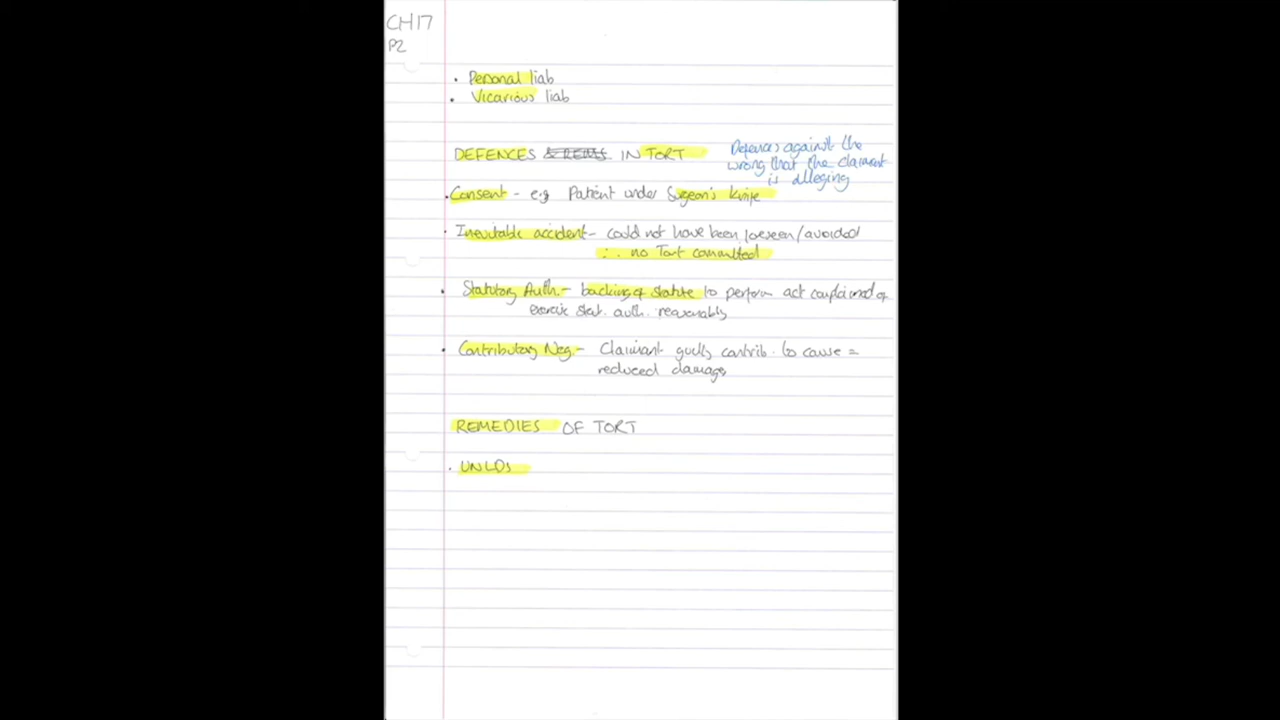 CH17
P2
• Personal liab
• Vicarious liab
DEFENCES IN TORT
Defences against the
wrong that the claimant
is alleging
• Consent - e.g Patient under Surgeon's knife
• Inevitable accident - could not have been foreseen/avoided
∴ no Tort committed
• Statutory Auth. - backing of statute to perform act complained of
exercise stat. auth. reasonably
• Contributory Neg. - Claimant guilty contrib. to cause =
reduced damages
REMEDIES OF TORT
• UNLDs